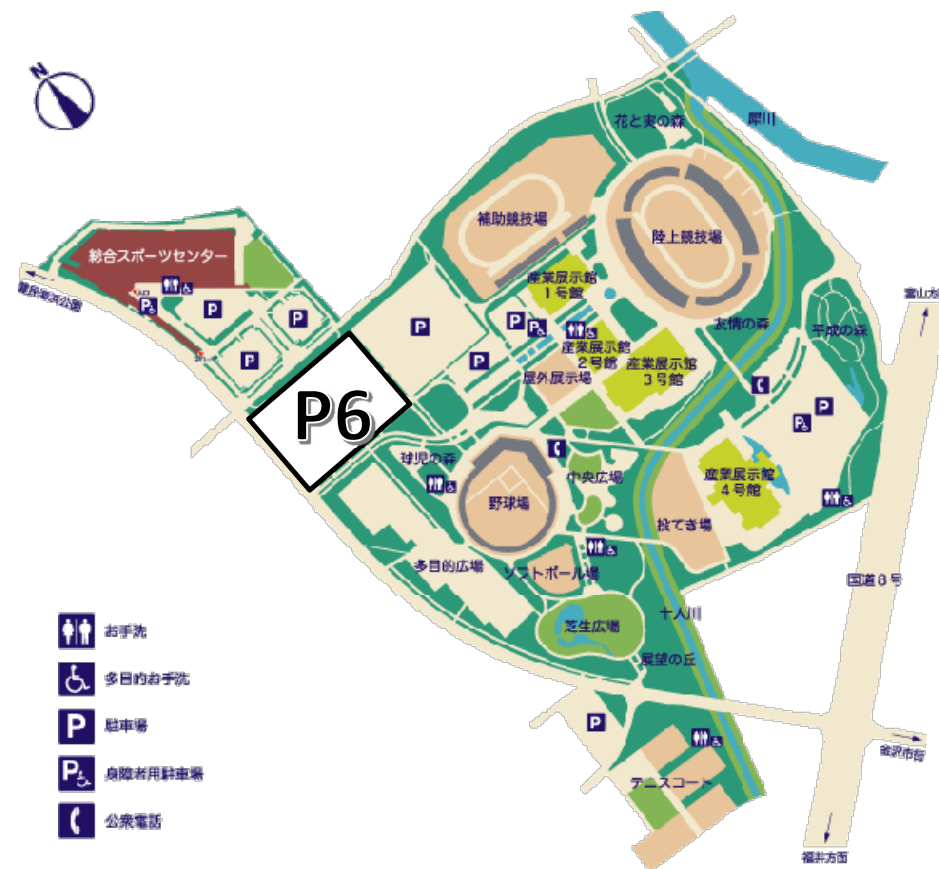 N
花と実の森
犀川
補助競技場
陸上競技場
総合スポーツセンター
健民海浜公園
産業展示館
1号館
P
P
P
P
P
P
産業展示館
2号館
産業展示館
3号館
屋外展示場
友情の森
平成の森
P6
P
P
P
P
球児の森
野球場
中央広場
産業展示館
4号館
投てき場
多目的広場
ソフトボール場
国道8号
芝生広場
十人川
展望の丘
P
テニスコート
金沢市街
福井方面
お手洗
多目的お手洗
P
駐車場
P
身障者用駐車場
公衆電話